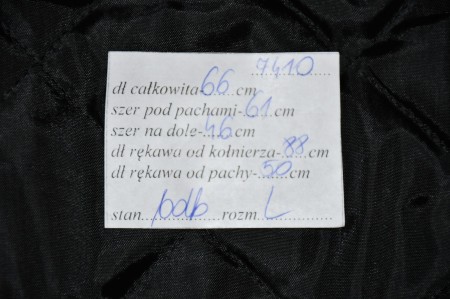 7410
dł całkowita-66 cm
szer pod pachami-61 cm
szer na dole-46 cm
dł rękawa od kołnierza-88 cm
dł rękawa od pachy-50 cm
stan bdb rozm. L